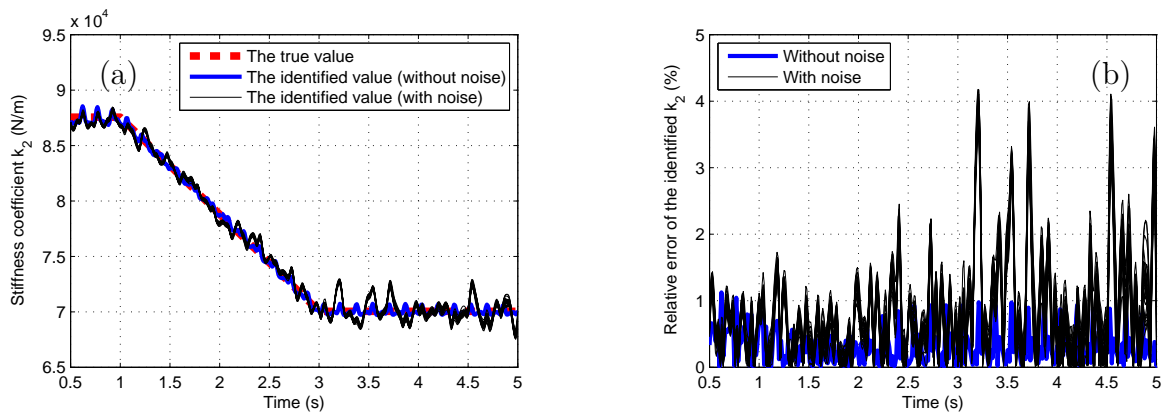 x 10^4
9.5
9
8.5
8
7.5
7
6.5
0.5 1 1.5 2 2.5 3 3.5 4 4.5 5
Time (s)
Stiffness coefficient k_2 (N/m)
(a)
The true value
The identified value (without noise)
The identified value (with noise)
5
4
3
2
1
0
0.5 1 1.5 2 2.5 3 3.5 4 4.5 5
Time (s)
Relative error of the identified k_2 (%)
Without noise
With noise
(b)